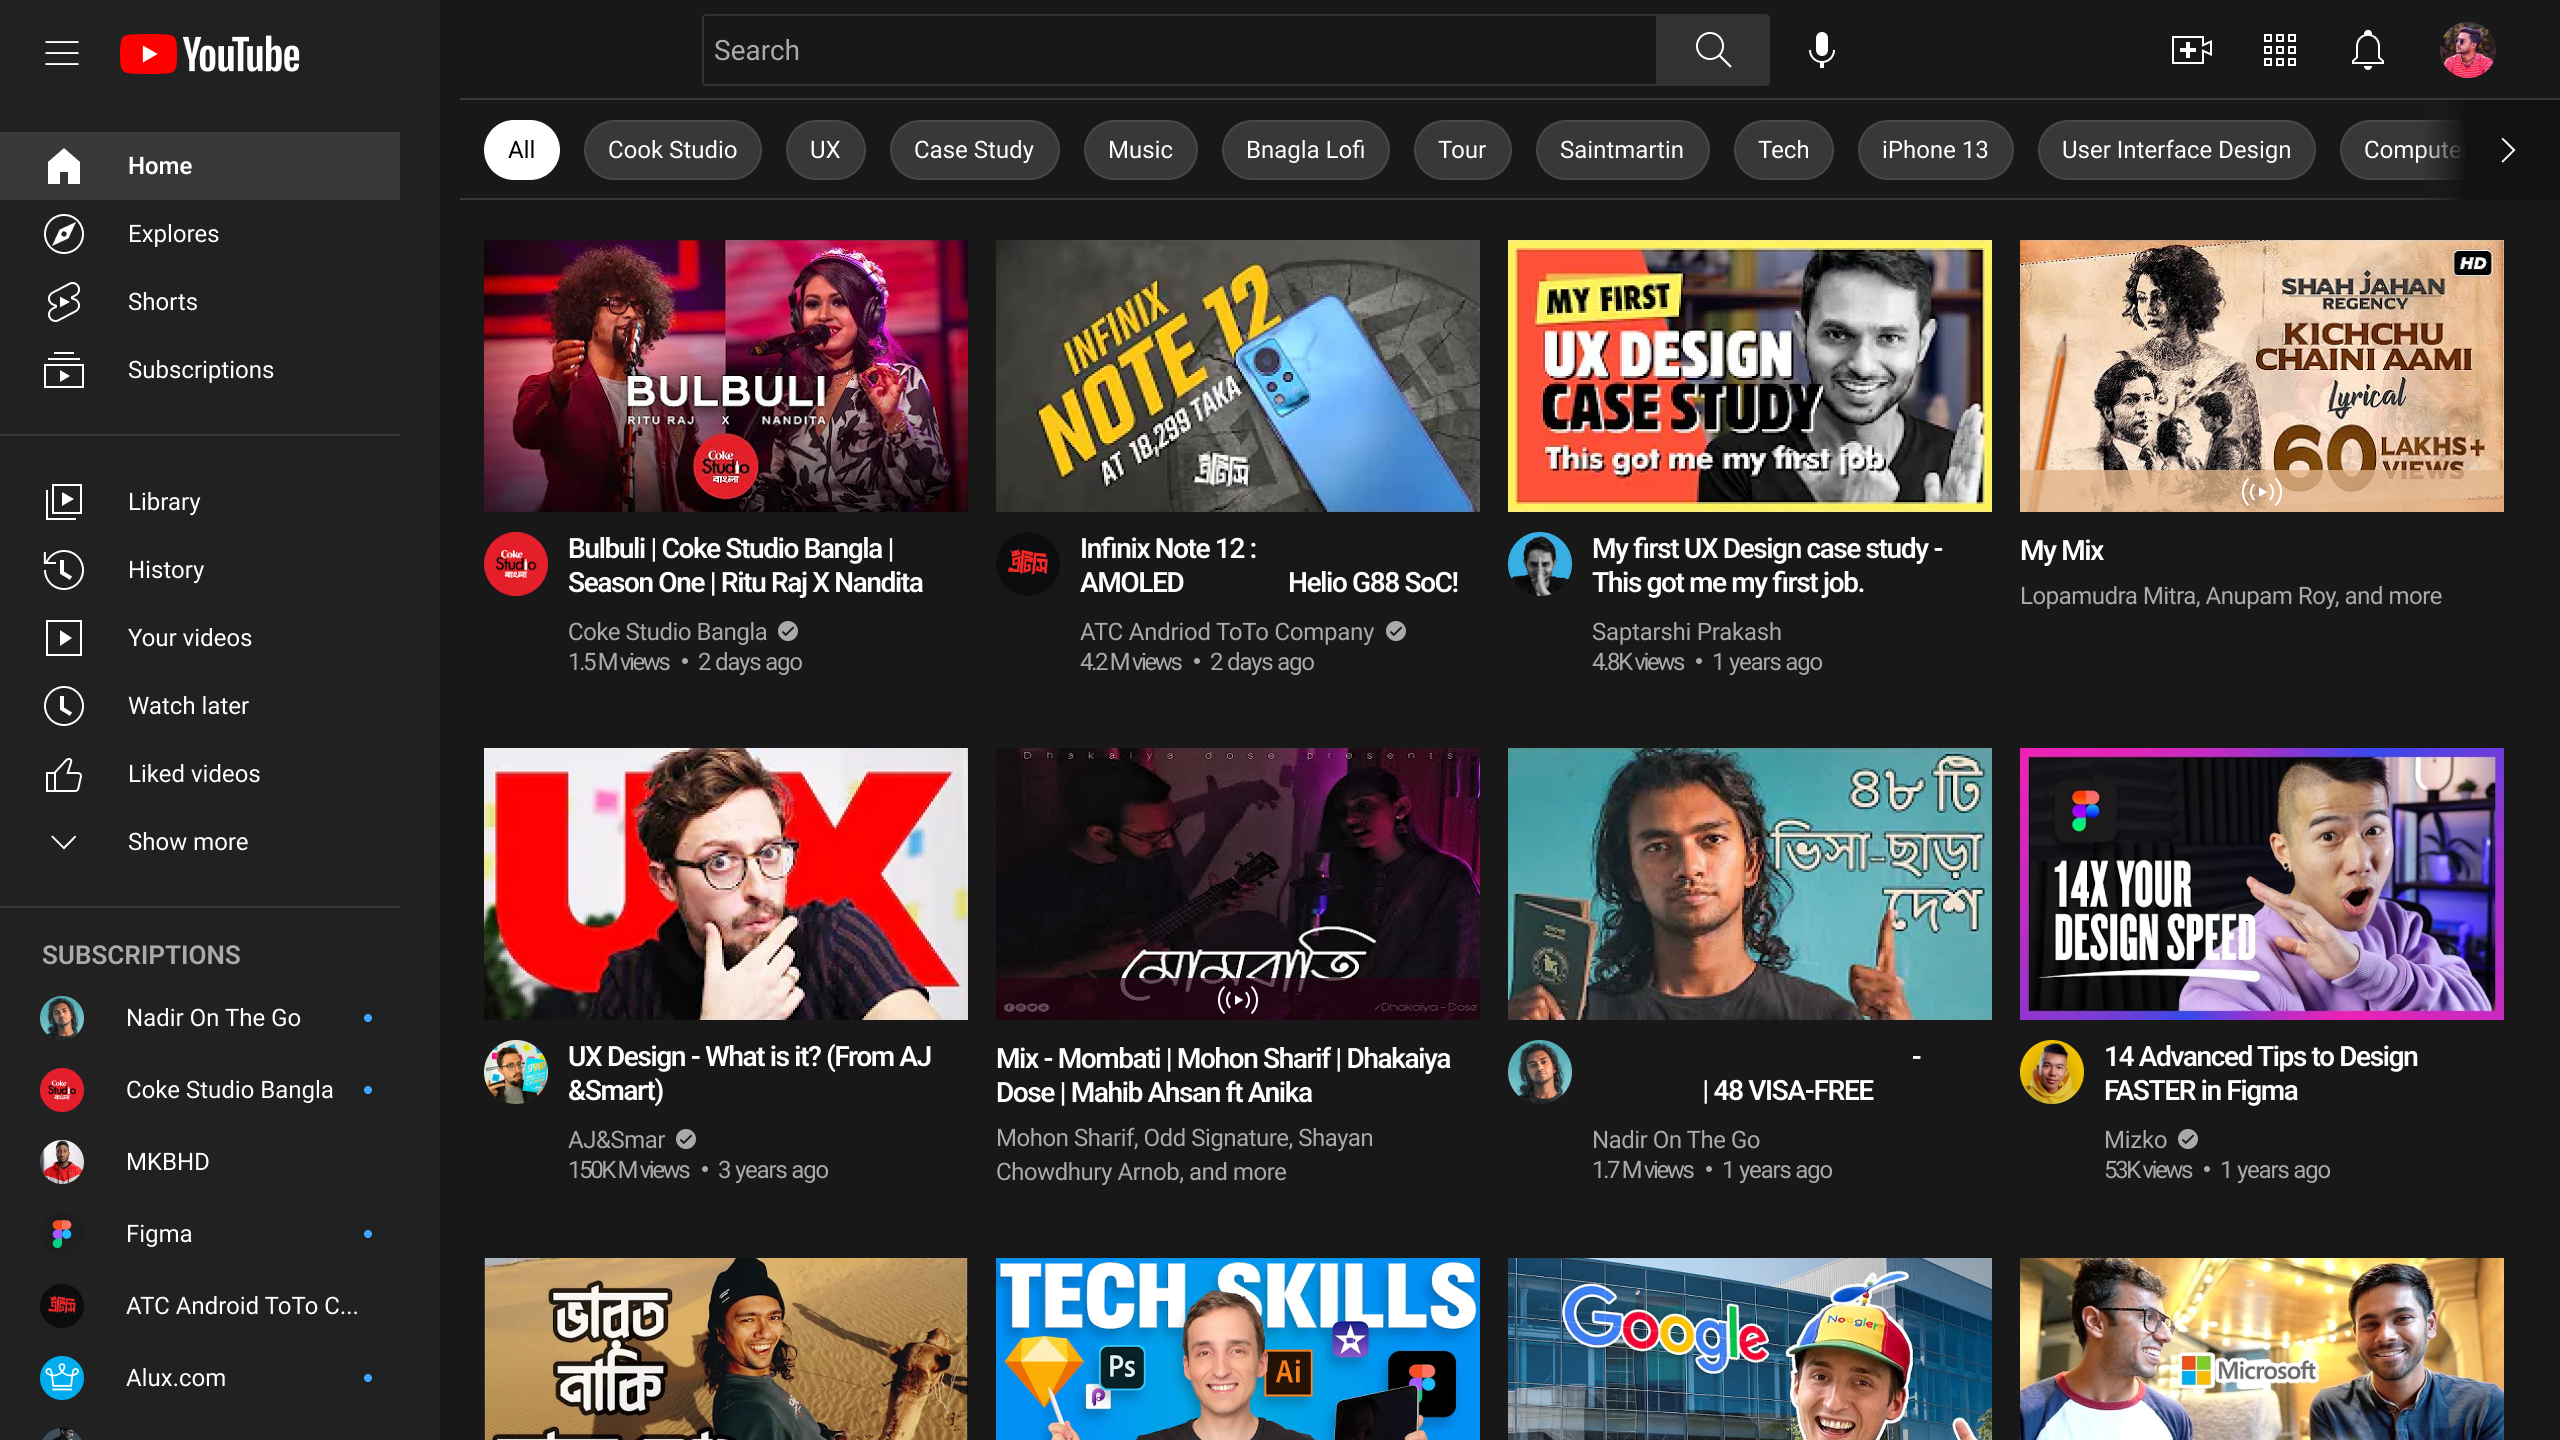 YouTube
Search
All
Cook Studio
UX
Case Study
Music
Bnagla Lofi
Tour
Saintmartin
Tech
iPhone 13
User Interface Design
Compute
Home
Explores
Shorts
Subscriptions
Library
History
Your videos
Watch later
Liked videos
Show more
SUBSCRIPTIONS
Nadir On The Go
Coke Studio Bangla
MKBHD
Figma
ATC Android ToTo C...
Alux.com
BULBULI
RITU RAJ X NANDITA
Coke
Studio
বাংলা
Coke
Studio
বাংলা
Bulbuli | Coke Studio Bangla |
Season One | Ritu Raj X Nandita
Coke Studio Bangla
1.5 M views • 2 days ago
INFINIX
NOTE 12
AT 18,299 TAKA
এটিসি
Infinix Note 12 :
AMOLED Helio G88 SoC!
ATC Andriod ToTo Company
4.2 M views • 2 days ago
MY FIRST
UX DESIGN
CASE STUDY
This got me my first job
My first UX Design case study -
This got me my first job.
Saptarshi Prakash
4.8K views • 1 years ago
HD
SHAH JAHAN
REGENCY
KICHCHU
CHAINI AAMI
Lyrical
60 LAKHS+
VIEWS
My Mix
Lopamudra Mitra, Anupam Roy, and more
UX
UX Design - What is it? (From AJ
&Smart)
AJ&Smar
150K M views • 3 years ago
Dhakaiya dose presents
মোমবাতি
/Dhakaiya-Dose
Mix - Mombati | Mohon Sharif | Dhakaiya
Dose | Mahib Ahsan ft Anika
Mohon Sharif, Odd Signature, Shayan
Chowdhury Arnob, and more
৪৮ টি
ভিসা-ছাড়া
দেশ
-
| 48 VISA-FREE
Nadir On The Go
1.7 M views • 1 years ago
14X YOUR
DESIGN SPEED
14 Advanced Tips to Design
FASTER in Figma
Mizko
53K views • 1 years ago
ভারত
নাকি
TECH SKILLS
Ps
Ai
Google
Noogler
Microsoft